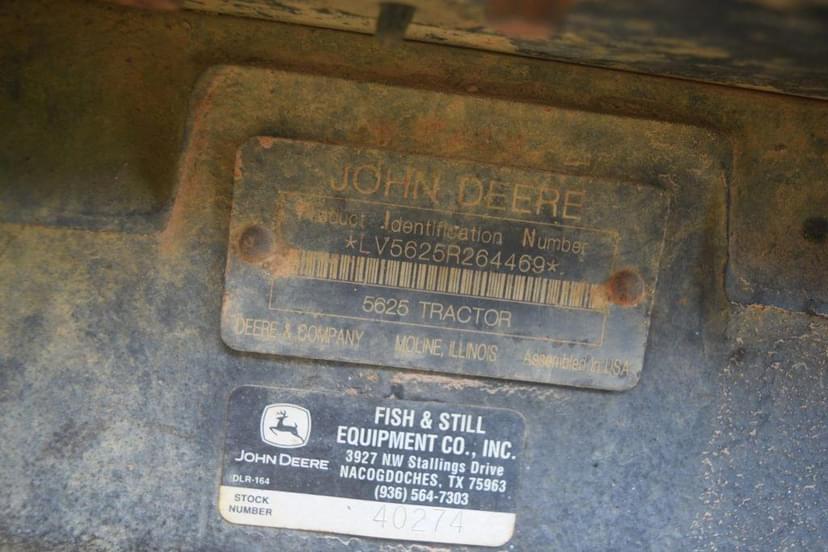 JOHN DEERE
Product Identification Number
*LV5625R264469*
5625 TRACTOR
DEERE & COMPANY MOLINE, ILLINOIS Assembled in USA
FISH & STILL
EQUIPMENT CO., INC.
3927 NW Stallings Drive
JOHN DEERE
NACOGDOCHES, TX 75963
DLR-164
(936) 564-7303
STOCK
NUMBER
40274